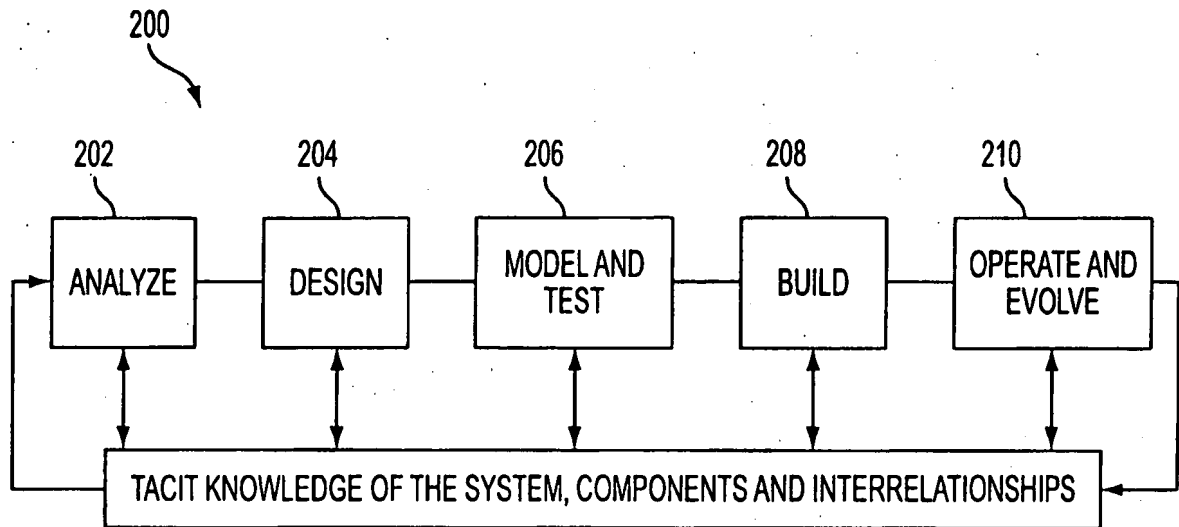 200
202
204
206
208
210
ANALYZE
DESIGN
MODEL AND
TEST
BUILD
OPERATE AND
EVOLVE
TACIT KNOWLEDGE OF THE SYSTEM, COMPONENTS AND INTERRELATIONSHIPS